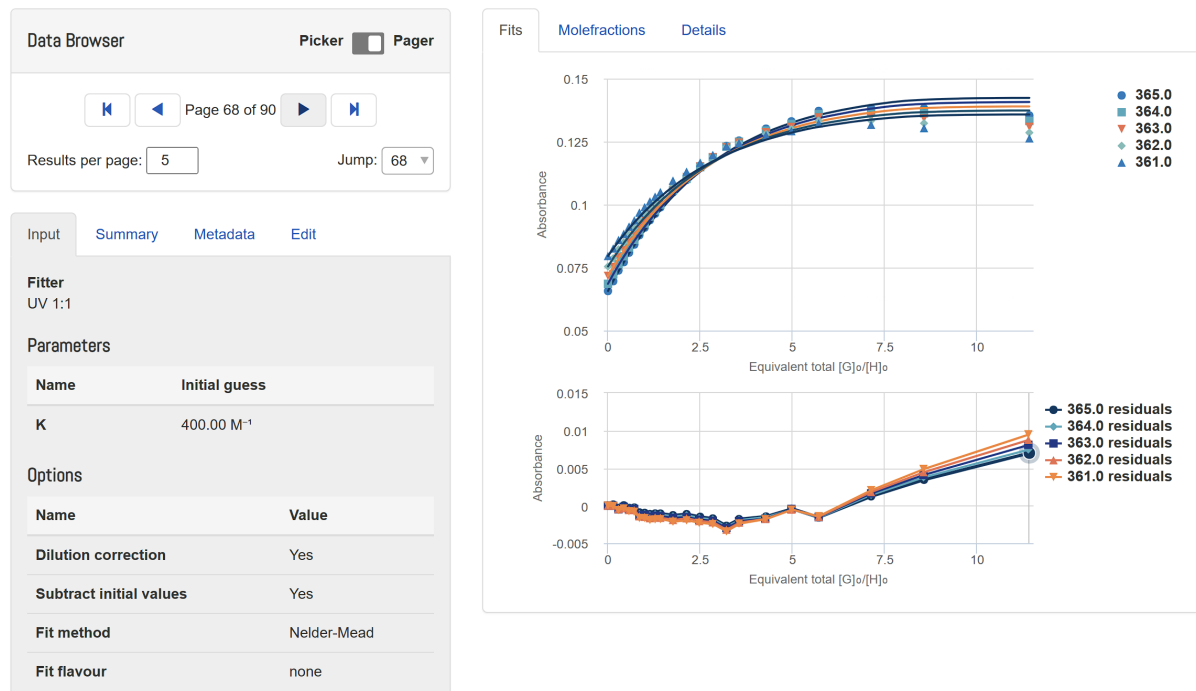 Data Browser
Picker Pager
Page 68 of 90
Results per page: 5
Jump: 68
Input Summary Metadata Edit
Fitter
UV 1:1
Parameters
Name Initial guess
K 400.00 M⁻¹
Options
Name Value
Dilution correction Yes
Subtract initial values Yes
Fit method Nelder-Mead
Fit flavour none
Fits Molefractions Details
0.15
0.125
0.1
0.075
0.05
Absorbance
0 2.5 5 7.5 10
Equivalent total [G]₀/[H]₀
365.0
364.0
363.0
362.0
361.0
0.015
0.01
0.005
0
-0.005
Absorbance
0 2.5 5 7.5 10
Equivalent total [G]₀/[H]₀
365.0 residuals
364.0 residuals
363.0 residuals
362.0 residuals
361.0 residuals